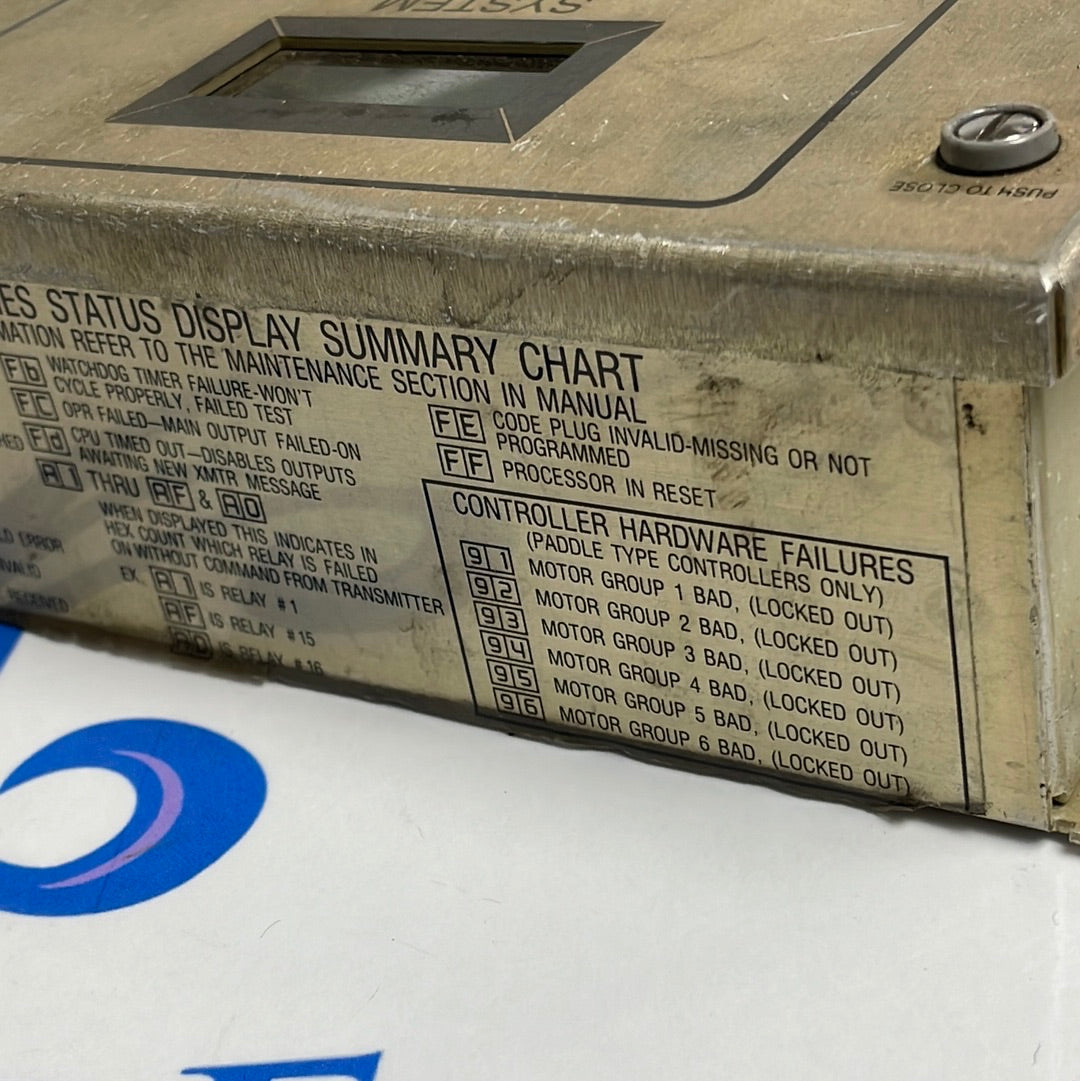 SYSTEM
PUSH TO CLOSE
STATUS DISPLAY SUMMARY CHART
REFER TO THE MAINTENANCE SECTION IN MANUAL
Fb WATCHDOG TIMER FAILURE-WON'T
CYCLE PROPERLY, FAILED TEST
FC OPR FAILED—MAIN OUTPUT FAILED-ON
Fd CPU TIMED OUT—DISABLES OUTPUTS
AWAITING NEW XMTR MESSAGE
A1 THRU AF & A0
WHEN DISPLAYED THIS INDICATES IN
HEX COUNT WHICH RELAY IS FAILED
ON WITHOUT COMMAND FROM TRANSMITTER
EX. A1 IS RELAY #1
AF IS RELAY #15
A0 IS RELAY #16
ERROR
RECEIVED
FE CODE PLUG INVALID-MISSING OR NOT
PROGRAMMED
FF PROCESSOR IN RESET
CONTROLLER HARDWARE FAILURES
(PADDLE TYPE CONTROLLERS ONLY)
91 MOTOR GROUP 1 BAD, (LOCKED OUT)
92 MOTOR GROUP 2 BAD, (LOCKED OUT)
93 MOTOR GROUP 3 BAD, (LOCKED OUT)
94 MOTOR GROUP 4 BAD, (LOCKED OUT)
95 MOTOR GROUP 5 BAD, (LOCKED OUT)
96 MOTOR GROUP 6 BAD, (LOCKED OUT)